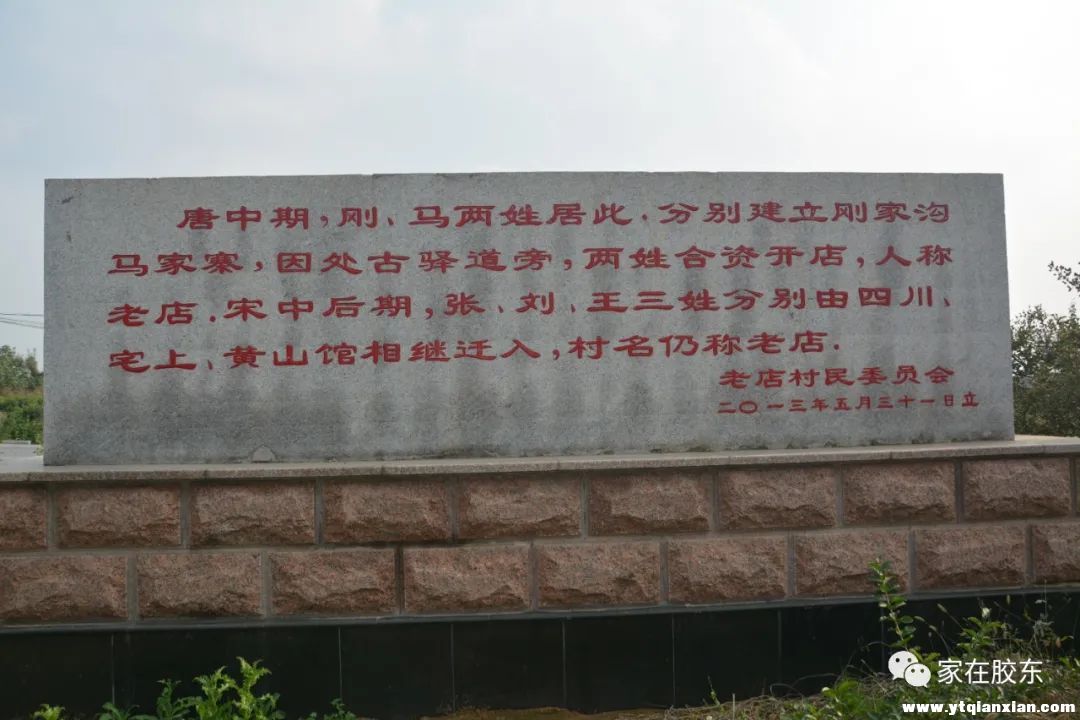 唐中期，刚、马两姓居此．分别建立刚家沟
马家寨，因处古驿道旁，两姓合资开店，人称
老店．宋中后期，张、刘、王三姓分别由四川、
宅上、黄山馆相继迁入，村名仍称老店．
老店村民委员会
二〇一三年五月三十一日立
家在胶东
www.ytqianxian.com